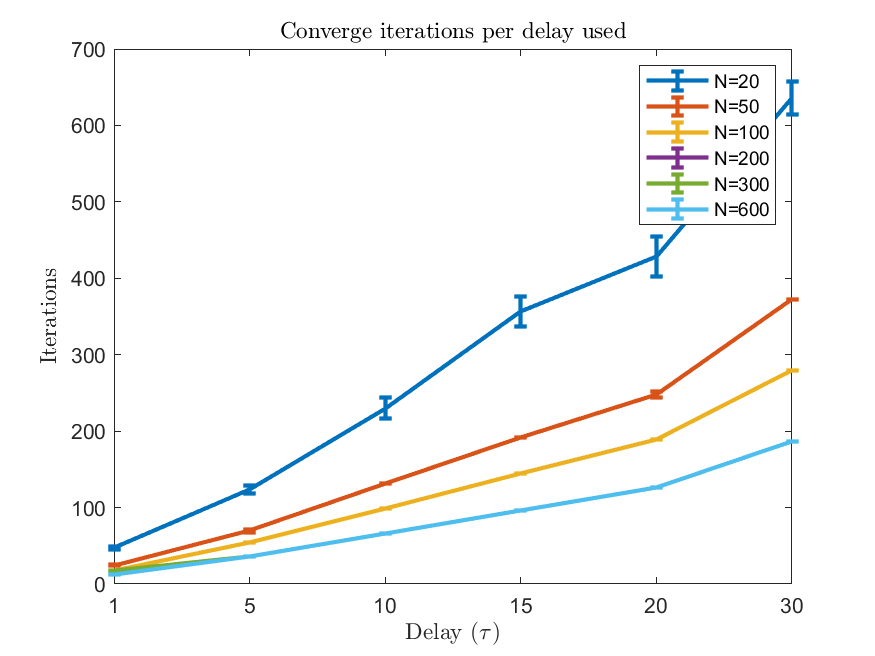 Converge iterations per delay used
700
600
500
400
300
200
100
0
Iterations
N=20
N=50
N=100
N=200
N=300
N=600
1 5 10 15 20 30
Delay (τ)